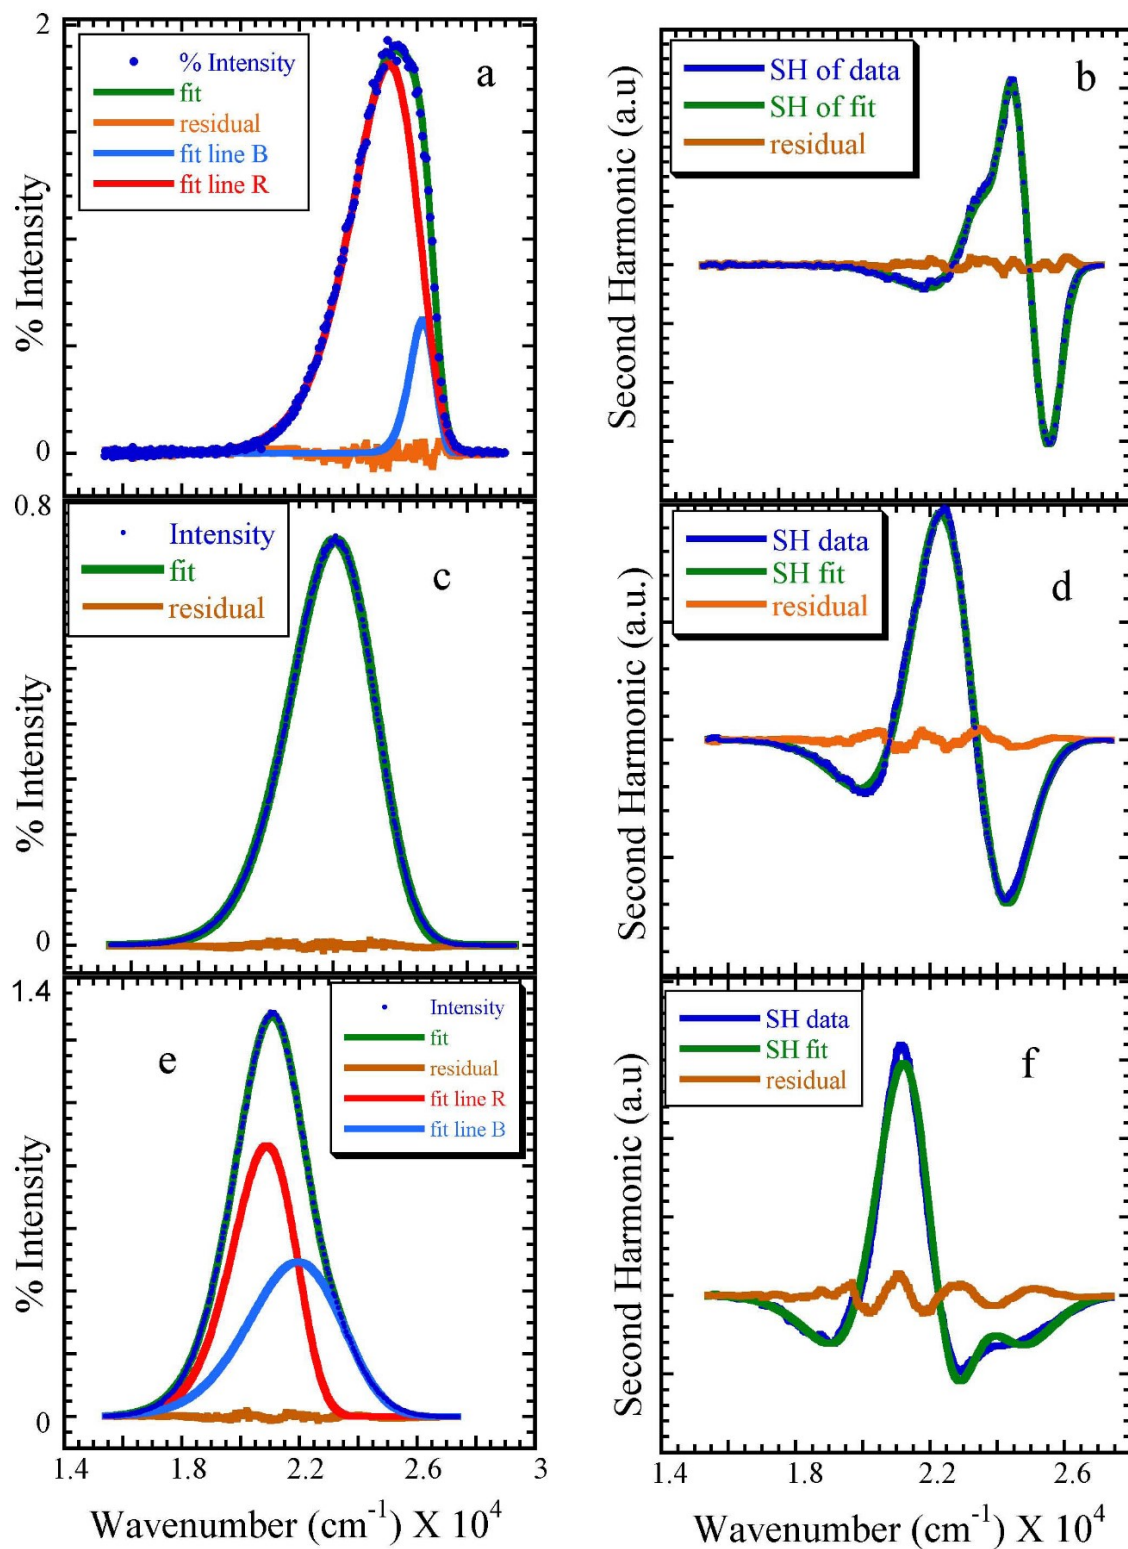 2
% Intensity
fit
residual
fit line B
fit line R
a
% Intensity
0
SH of data
SH of fit
residual
b
Second Harmonic (a.u)
0.8
Intensity
fit
residual
c
% Intensity
0
SH data
SH fit
residual
d
Second Harmonic (a.u.)
1.4
Intensity
fit
residual
fit line R
fit line B
e
% Intensity
0
1.4 1.8 2.2 2.6 3
Wavenumber (cm⁻¹) X 10⁴
SH data
SH fit
residual
f
Second Harmonic (a.u)
1.4 1.8 2.2 2.6
Wavenumber (cm⁻¹) X 10⁴